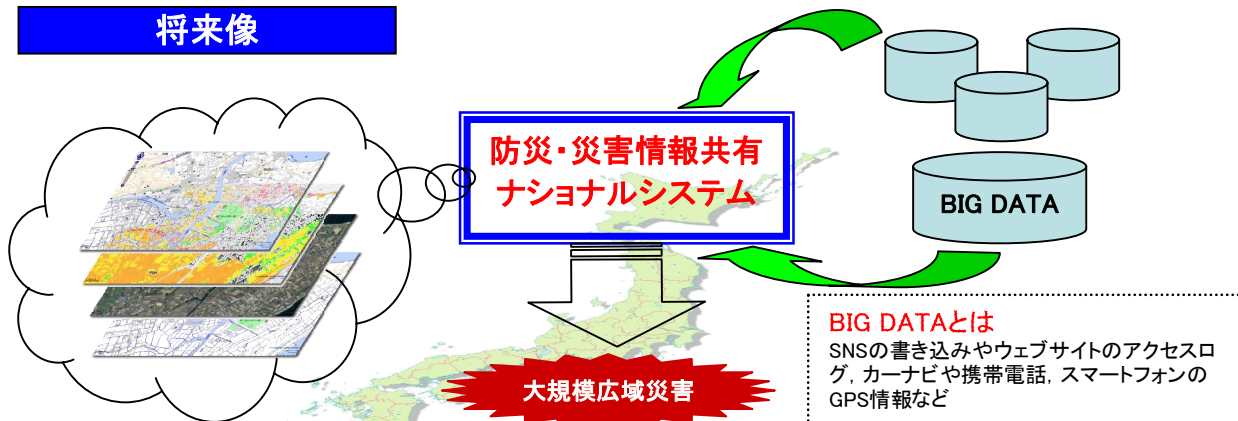 将来像
防災・災害情報共有
ナショナルシステム
BIG DATA
大規模広域災害
BIG DATAとは
SNSの書き込みやウェブサイトのアクセスロ
グ，カーナビや携帯電話，スマートフォンの
GPS情報など